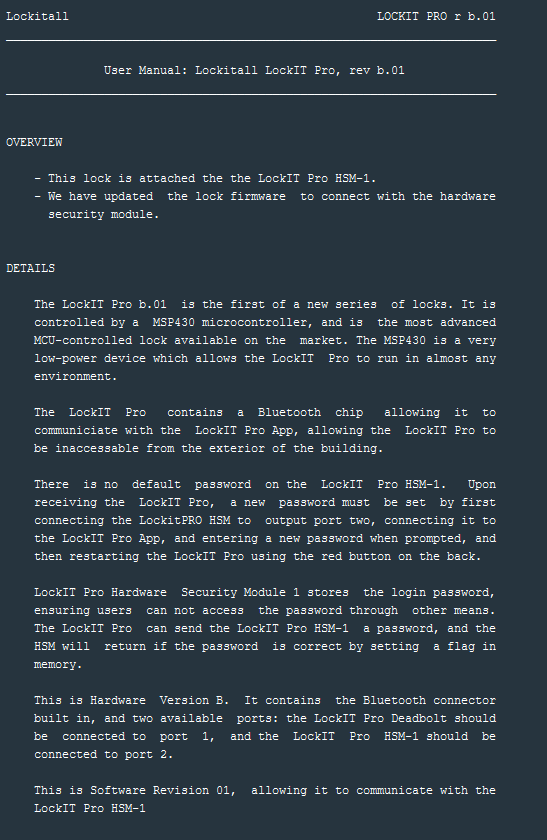 Lockitall LOCKIT PRO r b.01
User Manual: Lockitall LockIT Pro, rev b.01
OVERVIEW
- This lock is attached the the LockIT Pro HSM-1.
- We have updated the lock firmware to connect with the hardware
security module.
DETAILS
The LockIT Pro b.01 is the first of a new series of locks. It is
controlled by a MSP430 microcontroller, and is the most advanced
MCU-controlled lock available on the market. The MSP430 is a very
low-power device which allows the LockIT Pro to run in almost any
environment.
The LockIT Pro contains a Bluetooth chip allowing it to
communiciate with the LockIT Pro App, allowing the LockIT Pro to
be inaccessable from the exterior of the building.
There is no default password on the LockIT Pro HSM-1. Upon
receiving the LockIT Pro, a new password must be set by first
connecting the LockitPRO HSM to output port two, connecting it to
the LockIT Pro App, and entering a new password when prompted, and
then restarting the LockIT Pro using the red button on the back.
LockIT Pro Hardware Security Module 1 stores the login password,
ensuring users can not access the password through other means.
The LockIT Pro can send the LockIT Pro HSM-1 a password, and the
HSM will return if the password is correct by setting a flag in
memory.
This is Hardware Version B. It contains the Bluetooth connector
built in, and two available ports: the LockIT Pro Deadbolt should
be connected to port 1, and the LockIT Pro HSM-1 should be
connected to port 2.
This is Software Revision 01, allowing it to communicate with the
LockIT Pro HSM-1